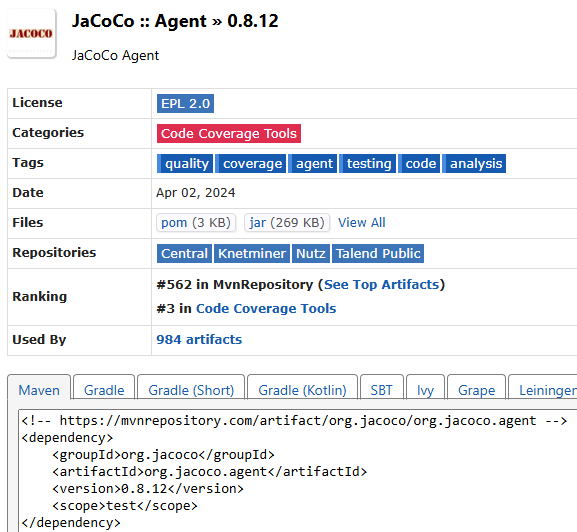 JACOCO
JaCoCo :: Agent » 0.8.12
JaCoCo Agent
License EPL 2.0
Categories Code Coverage Tools
Tags quality coverage agent testing code analysis
Date Apr 02, 2024
Files pom (3 KB) jar (269 KB) View All
Repositories Central Knetminer Nutz Talend Public
Ranking #562 in MvnRepository (See Top Artifacts)
#3 in Code Coverage Tools
Used By 984 artifacts
Maven Gradle Gradle (Short) Gradle (Kotlin) SBT Ivy Grape Leiningen
<!-- https://mvnrepository.com/artifact/org.jacoco/org.jacoco.agent -->
<dependency>
    <groupId>org.jacoco</groupId>
    <artifactId>org.jacoco.agent</artifactId>
    <version>0.8.12</version>
    <scope>test</scope>
</dependency>